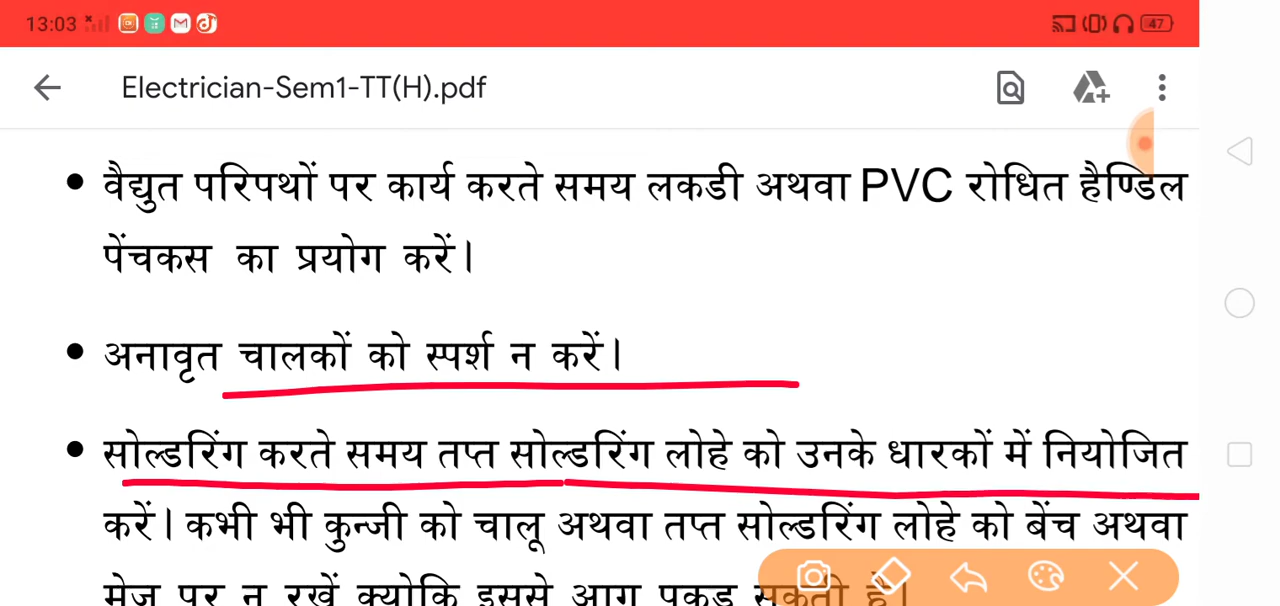 13:03
47
Electrician-Sem1-TT(H).pdf
• वैद्युत परिपथों पर कार्य करते समय लकडी अथवा PVC रोधित हैण्डिल
पेंचकस का प्रयोग करें।
• अनावृत चालकों को स्पर्श न करें।
• सोल्डरिंग करते समय तप्त सोल्डरिंग लोहे को उनके धारकों में नियोजित
करें। कभी भी कुन्जी को चालू अथवा तप्त सोल्डरिंग लोहे को बेंच अथवा
मेज पर न रखें क्योकि इससे आग पकड़ सकती है।